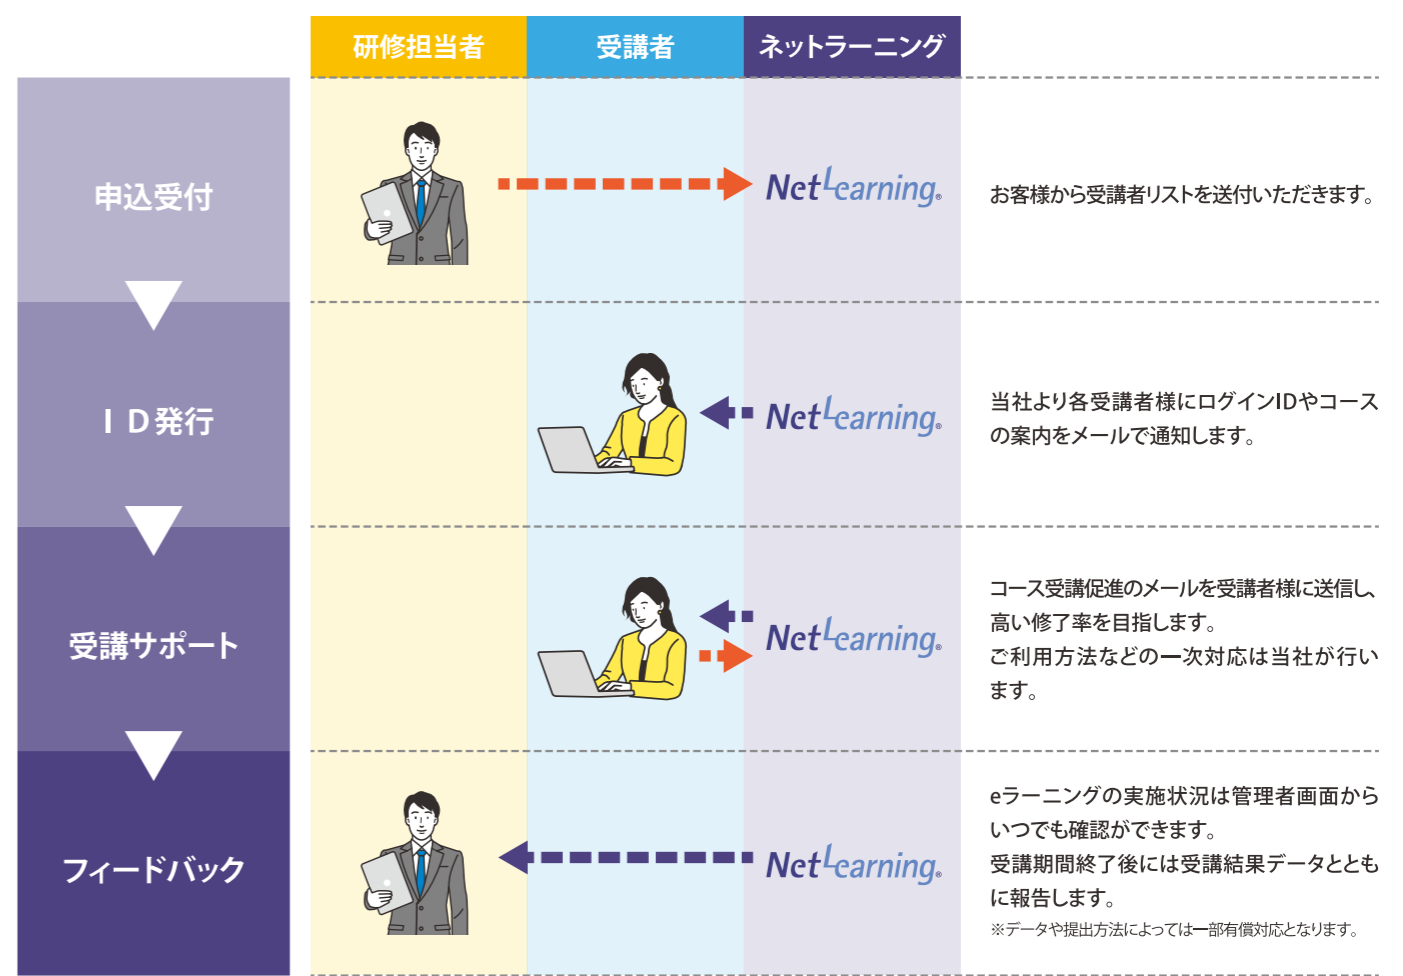 研修担当者
受講者
ネットラーニング
申込受付
NetLearning®
お客様から受講者リストを送付いただきます。
ＩＤ発行
NetLearning®
当社より各受講者様にログインIDやコース
の案内をメールで通知します。
受講サポート
NetLearning®
コース受講促進のメールを受講者様に送信し、
高い修了率を目指します。
ご利用方法などの一次対応は当社が行い
ます。
フィードバック
NetLearning®
eラーニングの実施状況は管理者画面から
いつでも確認ができます。
受講期間終了後には受講結果データととも
に報告します。
※データや提出方法によっては一部有償対応となります。